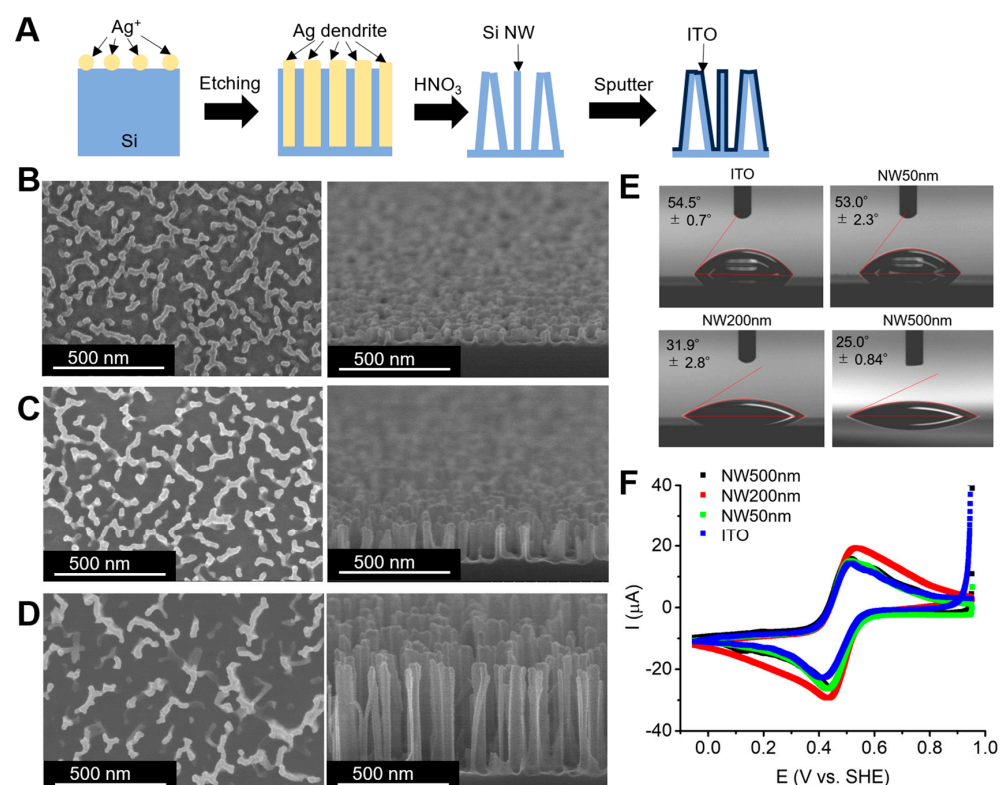 A
Ag⁺
Si
Etching
Ag dendrite
HNO₃
Si NW
Sputter
ITO
B
500 nm
500 nm
C
500 nm
500 nm
D
500 nm
500 nm
E
ITO
54.5°
± 0.7°
NW50nm
53.0°
± 2.3°
NW200nm
31.9°
± 2.8°
NW500nm
25.0°
± 0.84°
F
NW500nm
NW200nm
NW50nm
ITO
40
20
0
-20
-40
I (µA)
0.0 0.2 0.4 0.6 0.8 1.0
E (V vs. SHE)